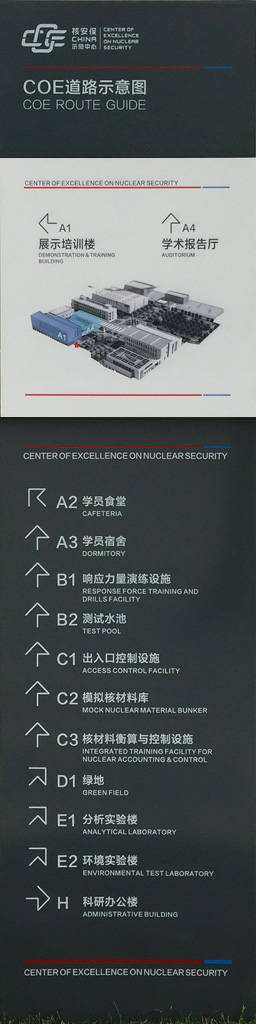 核安保
CHINA
示范中心
CENTER OF
EXCELLENCE
ON NUCLEAR
SECURITY
COE道路示意图
COE ROUTE GUIDE
CENTER OF EXCELLENCE ON NUCLEAR SECURITY
A1
展示培训楼
DEMONSTRATION & TRAINING
BUILDING
A4
学术报告厅
AUDITORIUM
A4
A1
CENTER OF EXCELLENCE ON NUCLEAR SECURITY
A2 学员食堂
CAFETERIA
A3 学员宿舍
DORMITORY
B1 响应力量演练设施
RESPONSE FORCE TRAINING AND
DRILLS FACILITY
B2 测试水池
TEST POOL
C1 出入口控制设施
ACCESS CONTROL FACILITY
C2 模拟核材料库
MOCK NUCLEAR MATERIAL BUNKER
C3 核材料衡算与控制设施
INTEGRATED TRAINING FACILITY FOR
NUCLEAR ACCOUNTING & CONTROL
D1 绿地
GREEN FIELD
E1 分析实验楼
ANALYTICAL LABORATORY
E2 环境实验楼
ENVIRONMENTAL TEST LABORATORY
H 科研办公楼
ADMINISTRATIVE BUILDING
CENTER OF EXCELLENCE ON NUCLEAR SECURITY